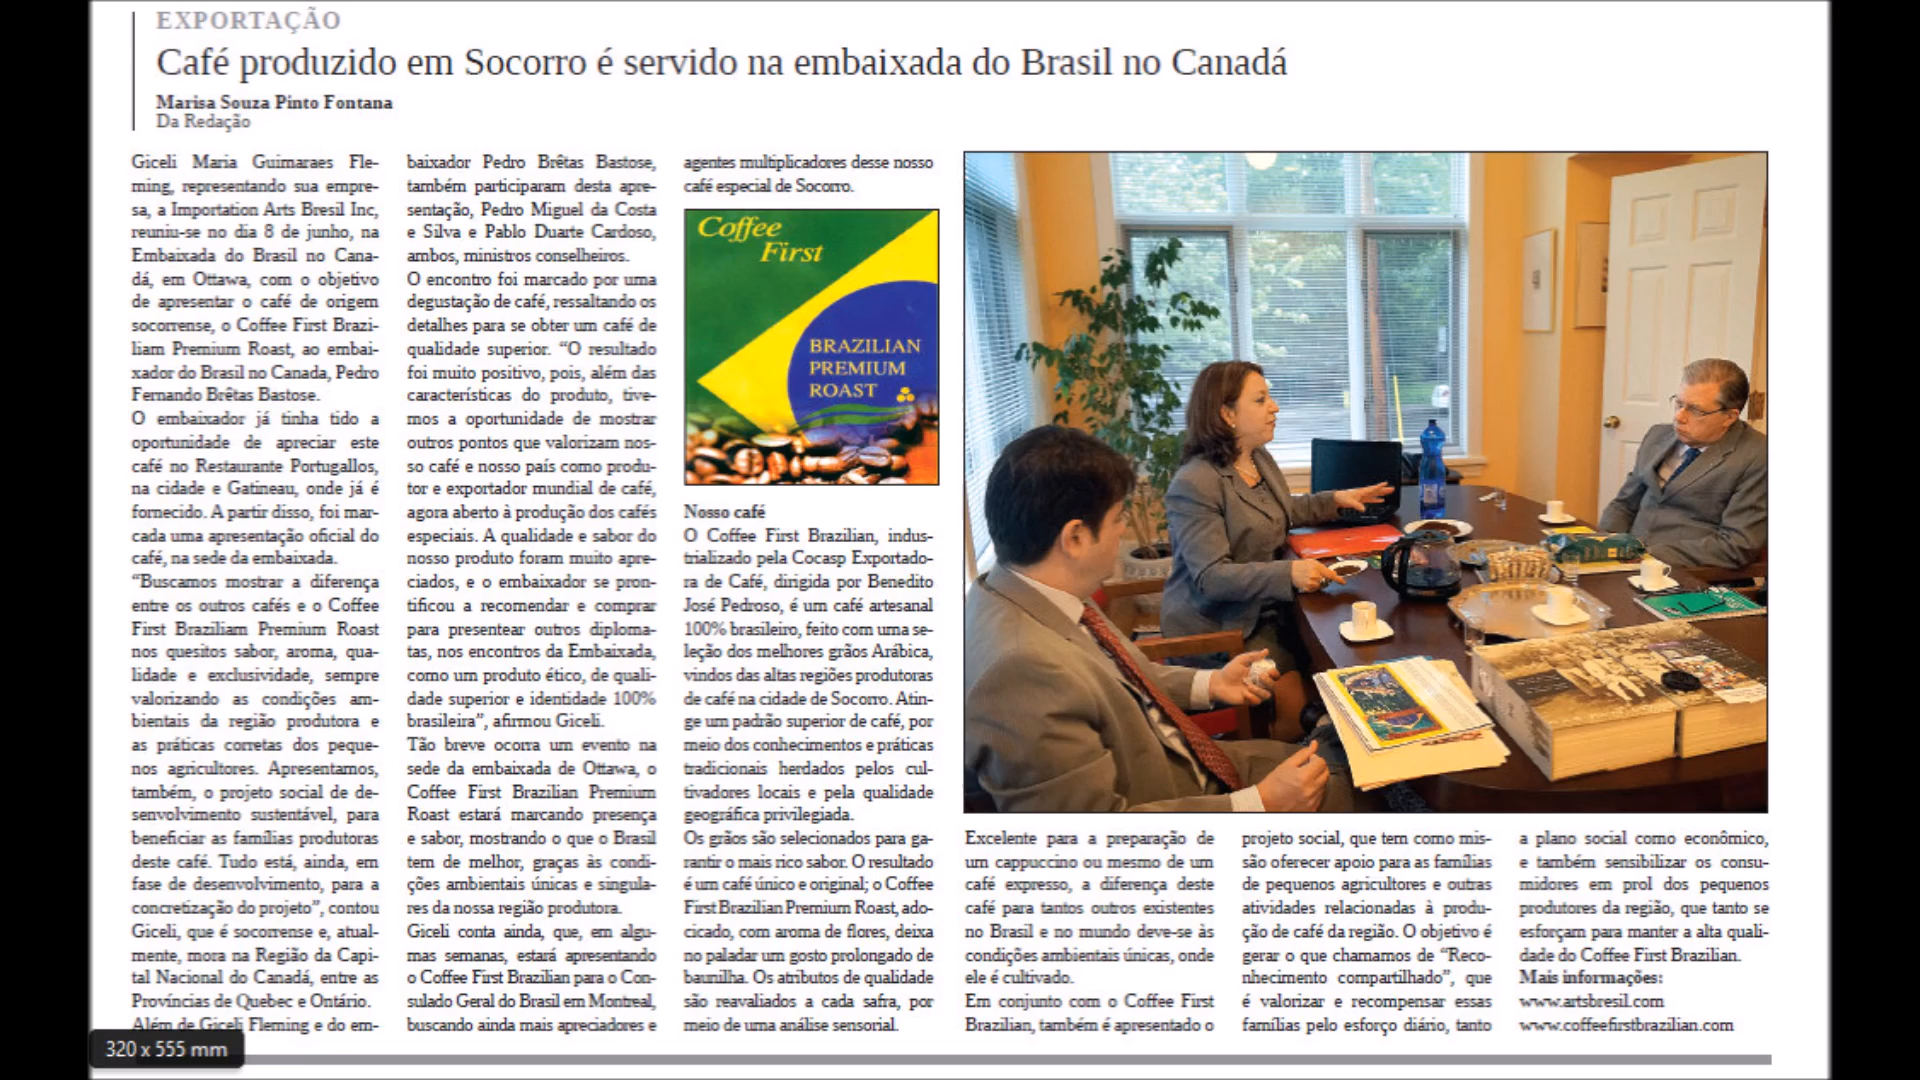 EXPORTAÇÃO
Café produzido em Socorro é servido na embaixada do Brasil no Canadá
Marisa Souza Pinto Fontana
Da Redação
Giceli Maria Guimaraes Fle-
ming, representando sua empre-
sa, a Importation Arts Bresil Inc,
reuniu-se no dia 8 de junho, na
Embaixada do Brasil no Cana-
dá, em Ottawa, com o objetivo
de apresentar o café de origem
socorrense, o Coffee First Brazi-
liam Premium Roast, ao embai-
xador do Brasil no Canada, Pedro
Fernando Brêtas Bastose.
O embaixador já tinha tido a
oportunidade de apreciar este
café no Restaurante Portugallos,
na cidade e Gatineau, onde já é
fornecido. A partir disso, foi mar-
cada uma apresentação oficial do
café, na sede da embaixada.
“Buscamos mostrar a diferença
entre os outros cafés e o Coffee
First Braziliam Premium Roast
nos quesitos sabor, aroma, qua-
lidade e exclusividade, sempre
valorizando as condições am-
bientais da região produtora e
as práticas corretas dos peque-
nos agricultores. Apresentamos,
também, o projeto social de de-
senvolvimento sustentável, para
beneficiar as famílias produtoras
deste café. Tudo está, ainda, em
fase de desenvolvimento, para a
concretização do projeto”, contou
Giceli, que é socorrense e, atual-
mente, mora na Região da Capi-
tal Nacional do Canadá, entre as
Províncias de Quebec e Ontário.
Além de Giceli Fleming e do em-
baixador Pedro Brêtas Bastose,
também participaram desta apre-
sentação, Pedro Miguel da Costa
e Silva e Pablo Duarte Cardoso,
ambos, ministros conselheiros.
O encontro foi marcado por uma
degustação de café, ressaltando os
detalhes para se obter um café de
qualidade superior. “O resultado
foi muito positivo, pois, além das
características do produto, tive-
mos a oportunidade de mostrar
outros pontos que valorizam nos-
so café e nosso país como produ-
tor e exportador mundial de café,
agora aberto à produção dos cafés
especiais. A qualidade e sabor do
nosso produto foram muito apre-
ciados, e o embaixador se pron-
tificou a recomendar e comprar
para presentear outros diploma-
tas, nos encontros da Embaixada,
como um produto ético, de quali-
dade superior e identidade 100%
brasileira”, afirmou Giceli.
Tão breve ocorra um evento na
sede da embaixada de Ottawa, o
Coffee First Brazilian Premium
Roast estará marcando presença
e sabor, mostrando o que o Brasil
tem de melhor, graças às condi-
ções ambientais únicas e singula-
res da nossa região produtora.
Giceli conta ainda, que, em algu-
mas semanas, estará apresentando
o Coffee First Brazilian para o Con-
sulado Geral do Brasil em Montreal,
buscando ainda mais apreciadores e
agentes multiplicadores desse nosso
café especial de Socorro.
Coffee
First
BRAZILIAN
PREMIUM
ROAST
Nosso café
O Coffee First Brazilian, indus-
trializado pela Cocasp Exportado-
ra de Café, dirigida por Benedito
José Pedroso, é um café artesanal
100% brasileiro, feito com uma se-
leção dos melhores grãos Arábica,
vindos das altas regiões produtoras
de café na cidade de Socorro. Atin-
ge um padrão superior de café, por
meio dos conhecimentos e práticas
tradicionais herdados pelos cul-
tivadores locais e pela qualidade
geográfica privilegiada.
Os grãos são selecionados para ga-
rantir o mais rico sabor. O resultado
é um café único e original; o Coffee
First Brazilian Premium Roast, ado-
cicado, com aroma de flores, deixa
no paladar um gosto prolongado de
baunilha. Os atributos de qualidade
são reavaliados a cada safra, por
meio de uma análise sensorial.
Excelente para a preparação de
um cappuccino ou mesmo de um
café expresso, a diferença deste
café para tantos outros existentes
no Brasil e no mundo deve-se às
condições ambientais únicas, onde
ele é cultivado.
Em conjunto com o Coffee First
Brazilian, também é apresentado o
projeto social, que tem como mis-
são oferecer apoio para as famílias
de pequenos agricultores e outras
atividades relacionadas à produ-
ção de café da região. O objetivo é
gerar o que chamamos de “Reco-
nhecimento compartilhado”, que
é valorizar e recompensar essas
famílias pelo esforço diário, tanto
a plano social como econômico,
e também sensibilizar os consu-
midores em prol dos pequenos
produtores da região, que tanto se
esforçam para manter a alta quali-
dade do Coffee First Brazilian.
Mais informações:
www.artsbresil.com
www.coffeefirstbrazilian.com
320 x 555 mm